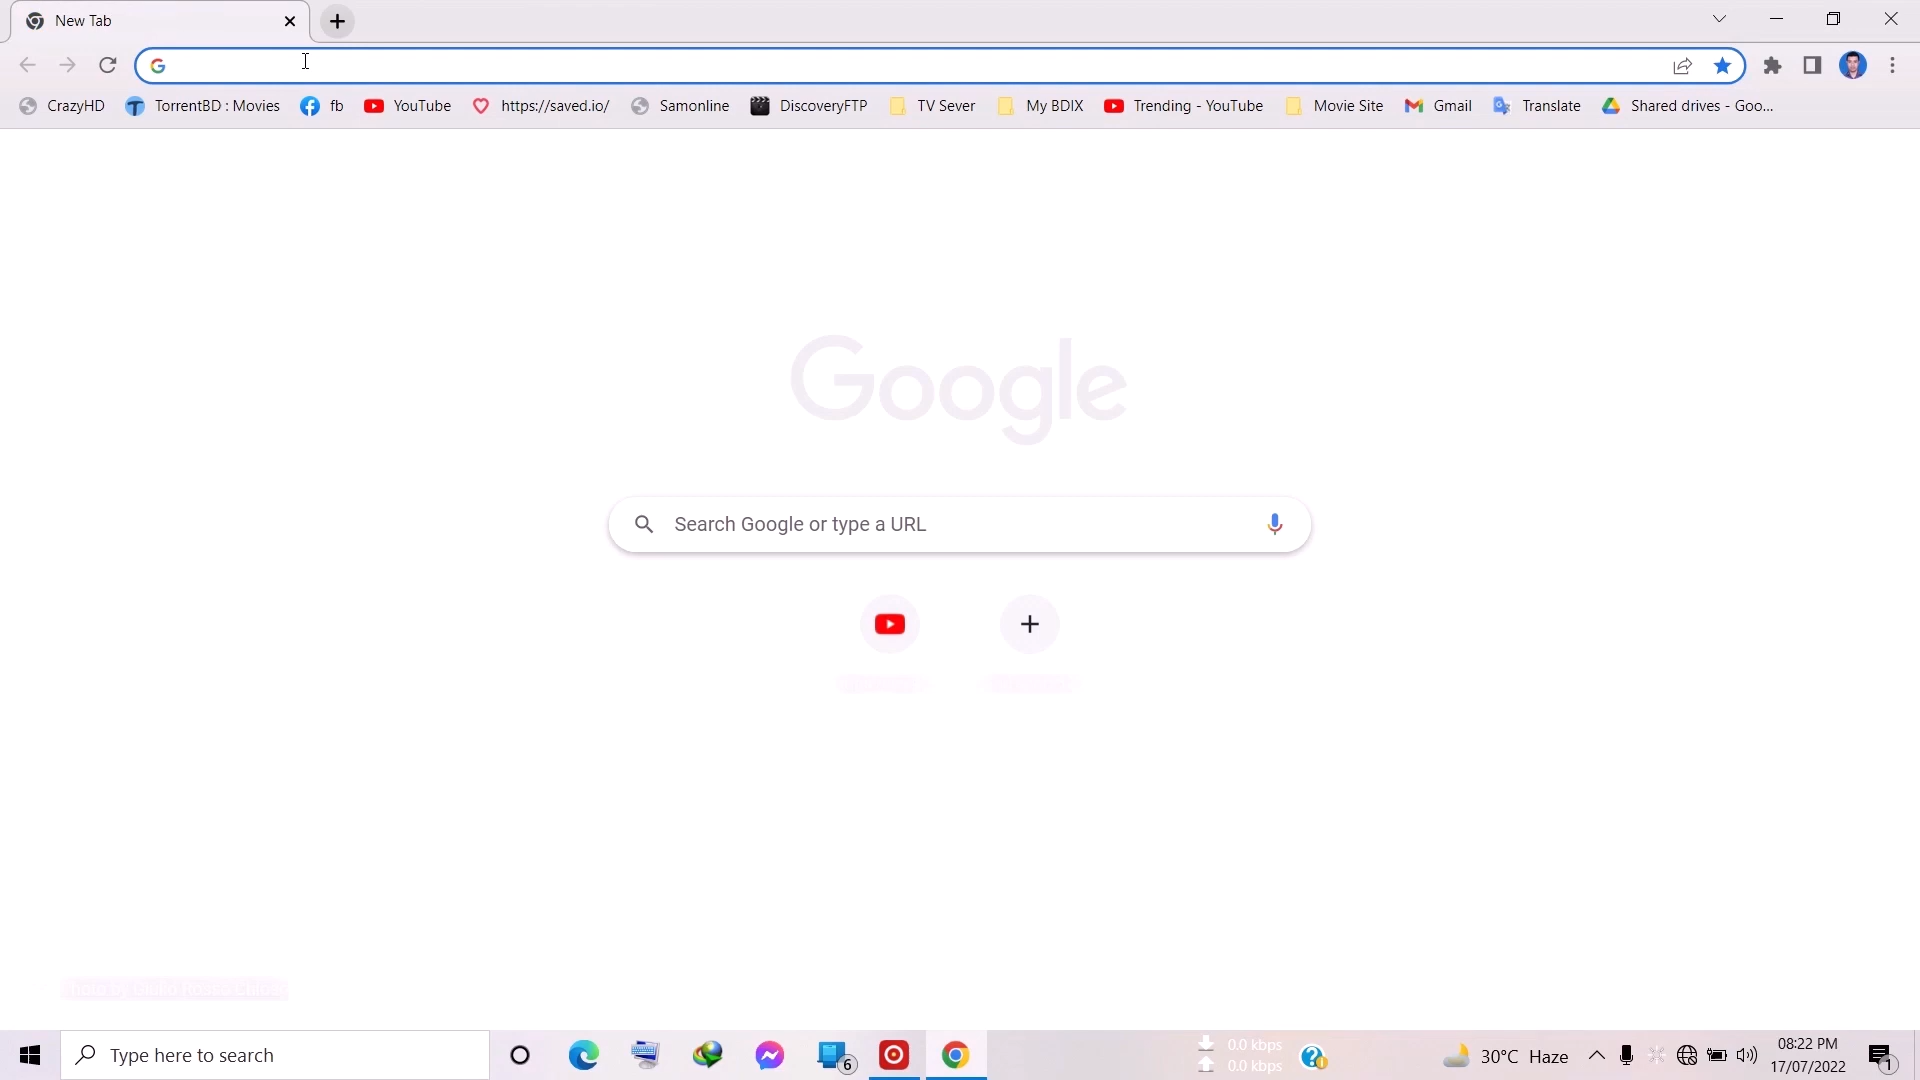 New Tab
CrazyHD TorrentBD : Movies fb YouTube https://saved.io/ Samonline DiscoveryFTP TV Sever My BDIX Trending - YouTube Movie Site Gmail Translate Shared drives - Goo...
Google
Search Google or type a URL
Type here to search
6
0.0 kbps
0.0 kbps
30°C Haze
08:22 PM
17/07/2022
1